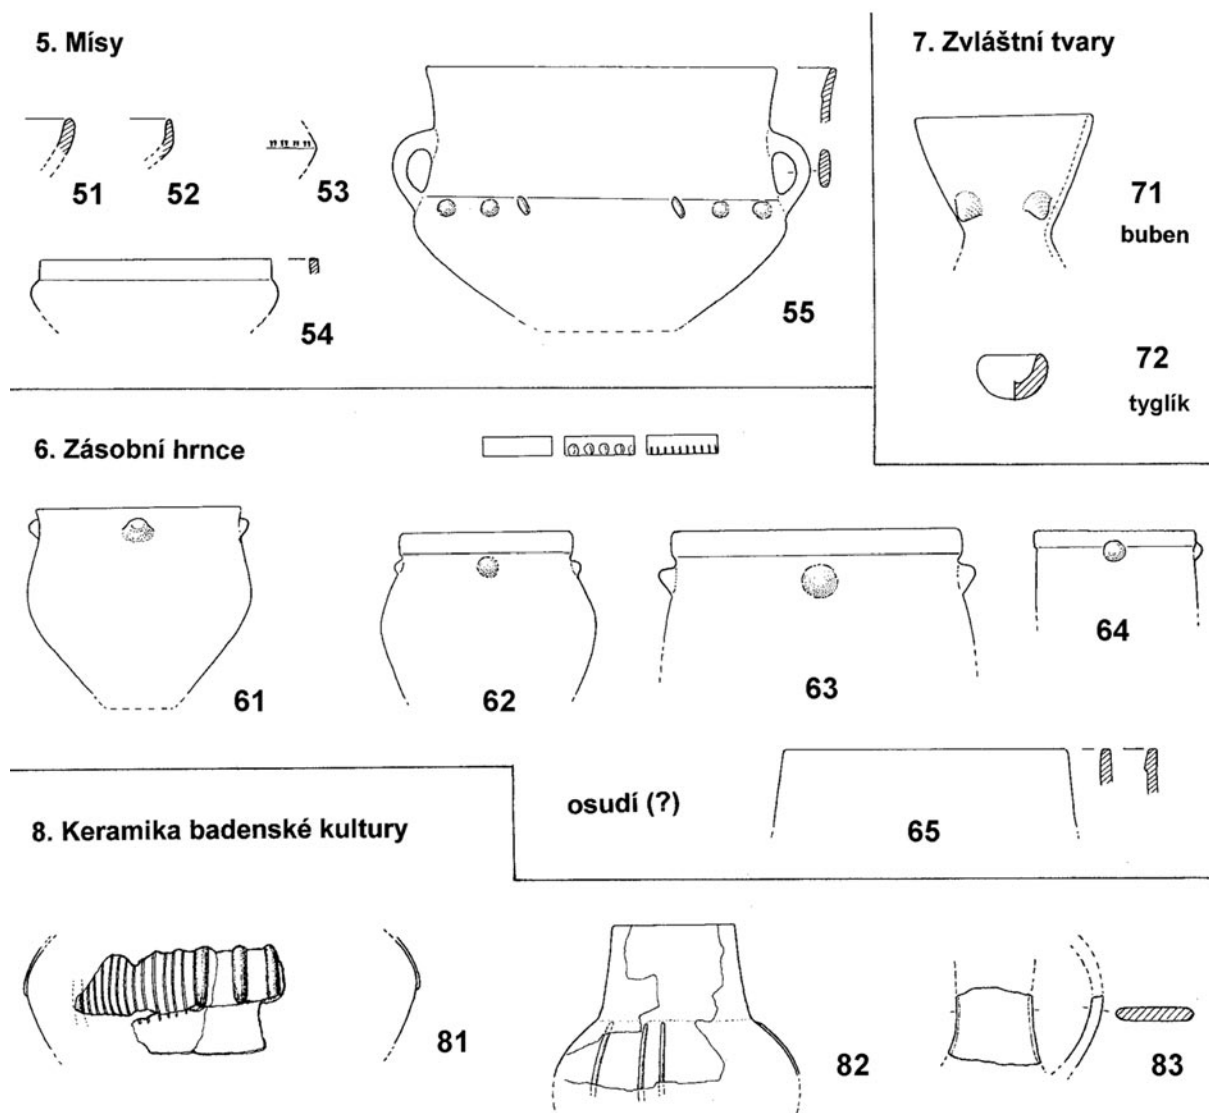 5. Mísy
51
52
53
54
55
7. Zvláštní tvary
71
buben
72
tyglík
6. Zásobní hrnce
61
62
63
64
osudí (?)
65
8. Keramika badenské kultury
81
82
83